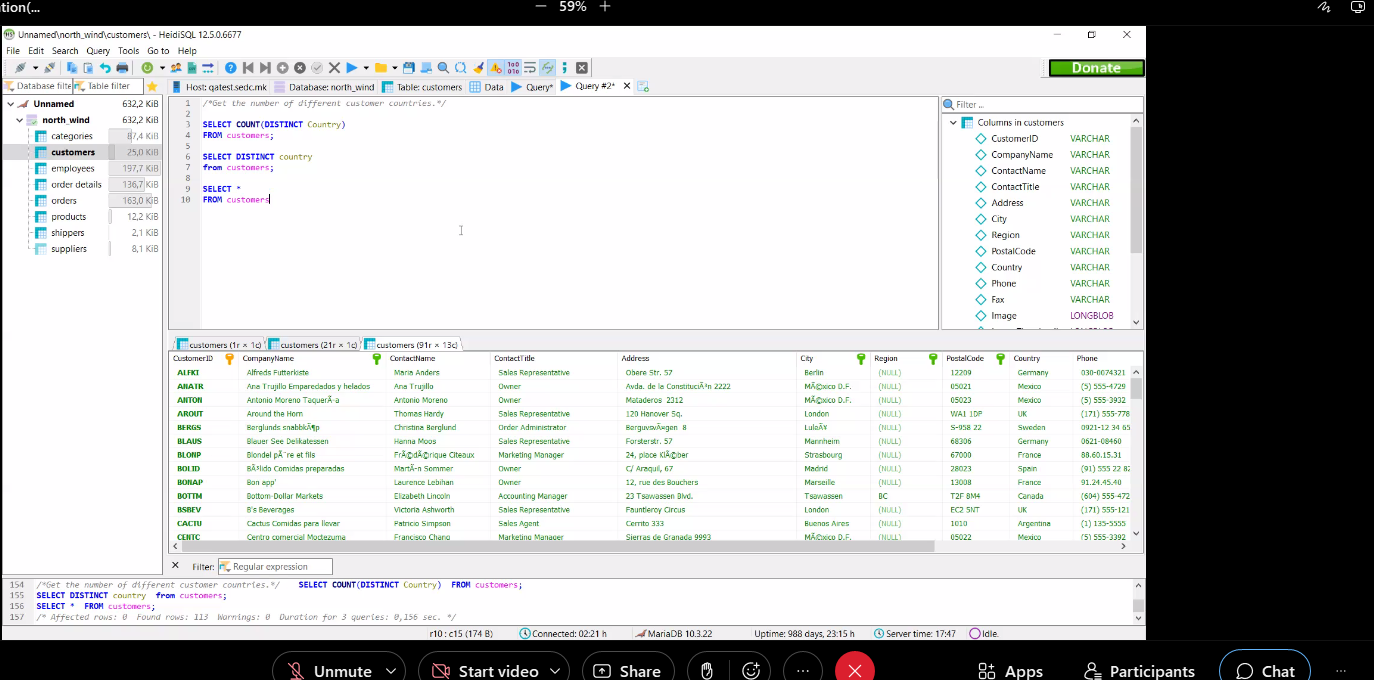 tion(...
59%
Unnamed\north_wind\customers\ - HeidiSQL 12.5.0.6677
File Edit Search Query Tools Go to Help
Donate
Database filte Table filter Host: qatest.sedc.mk Database: north_wind Table: customers Data Query* Query #2*
Unnamed 632,2 KiB
north_wind 632,2 KiB
categories 87,4 KiB
customers 25,0 KiB
employees 197,7 KiB
order details 136,7 KiB
orders 163,0 KiB
products 12,2 KiB
shippers 2,1 KiB
suppliers 8,1 KiB
1 /*Get the number of different customer countries.*/
2
3 SELECT COUNT(DISTINCT Country)
4 FROM customers;
5
6 SELECT DISTINCT country
7 from customers;
8
9 SELECT *
10 FROM customers
Filter ...
Columns in customers
CustomerID VARCHAR
CompanyName VARCHAR
ContactName VARCHAR
ContactTitle VARCHAR
Address VARCHAR
City VARCHAR
Region VARCHAR
PostalCode VARCHAR
Country VARCHAR
Phone VARCHAR
Fax VARCHAR
Image LONGBLOB
customers (1r × 1c) customers (21r × 1c) customers (91r × 13c)
CustomerID CompanyName ContactName ContactTitle Address City Region PostalCode Country Phone
ALFKI Alfreds Futterkiste Maria Anders Sales Representative Obere Str. 57 Berlin (NULL) 12209 Germany 030-0074321
ANATR Ana Trujillo Emparedados y helados Ana Trujillo Owner Avda. de la ConstituciÃ³n 2222 MÃ©xico D.F. (NULL) 05021 Mexico (5) 555-4729
ANTON Antonio Moreno TaquerÃ­a Antonio Moreno Owner Mataderos 2312 MÃ©xico D.F. (NULL) 05023 Mexico (5) 555-3932
AROUT Around the Horn Thomas Hardy Sales Representative 120 Hanover Sq. London (NULL) WA1 1DP UK (171) 555-778
BERGS Berglunds snabbkÃ¶p Christina Berglund Order Administrator BerguvsvÃ¤gen 8 LuleÃ¥ (NULL) S-958 22 Sweden 0921-12 34 65
BLAUS Blauer See Delikatessen Hanna Moos Sales Representative Forsterstr. 57 Mannheim (NULL) 68306 Germany 0621-08460
BLONP Blondel pÃ¨re et fils FrÃ©dÃ©rique Citeaux Marketing Manager 24, place KlÃ©ber Strasbourg (NULL) 67000 France 88.60.15.31
BOLID BÃ³lido Comidas preparadas MartÃ­n Sommer Owner C/ Araquil, 67 Madrid (NULL) 28023 Spain (91) 555 22 82
BONAP Bon app' Laurence Lebihan Owner 12, rue des Bouchers Marseille (NULL) 13008 France 91.24.45.40
BOTTM Bottom-Dollar Markets Elizabeth Lincoln Accounting Manager 23 Tsawassen Blvd. Tsawassen BC T2F 8M4 Canada (604) 555-472
BSBEV B's Beverages Victoria Ashworth Sales Representative Fauntleroy Circus London (NULL) EC2 5NT UK (171) 555-121
CACTU Cactus Comidas para llevar Patricio Simpson Sales Agent Cerrito 333 Buenos Aires (NULL) 1010 Argentina (1) 135-5555
CENTC Centro comercial Moctezuma Francisco Chang Marketing Manager Sierras de Granada 9993 MÃ©xico D.F. (NULL) 05022 Mexico (5) 555-3392
Filter: Regular expression
154 /*Get the number of different customer countries.*/ SELECT COUNT(DISTINCT Country) FROM customers;
155 SELECT DISTINCT country from customers;
156 SELECT * FROM customers;
157 /* Affected rows: 0 Found rows: 113 Warnings: 0 Duration for 3 queries: 0,156 sec. */
r10 : c15 (174 B) Connected: 02:21 h MariaDB 10.3.22 Uptime: 988 days, 23:15 h Server time: 17:47 Idle.
Unmute Start video Share Apps Participants Chat